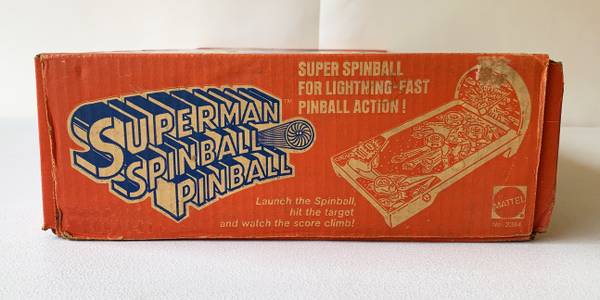 SUPERMAN™
SPINBALL
PINBALL
SUPER SPINBALL
FOR LIGHTNING-FAST
PINBALL ACTION!
Launch the Spinball,
hit the target
and watch the score climb!
MATTEL